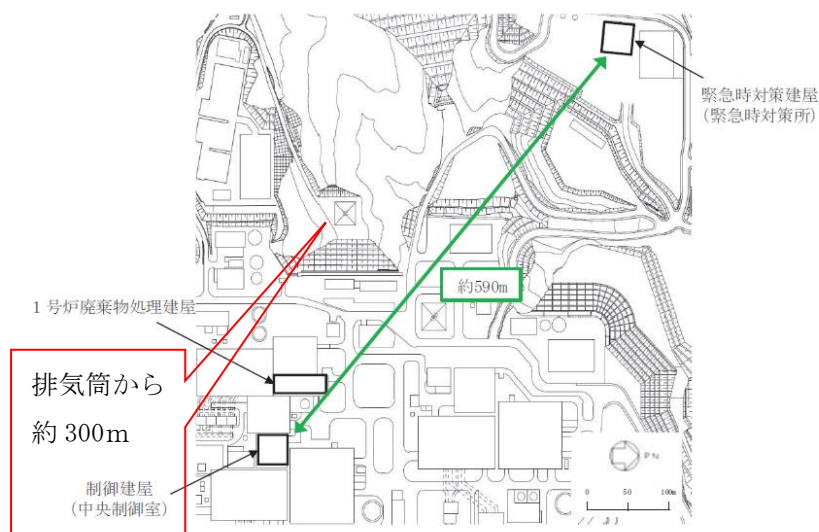 緊急時対策建屋
（緊急時対策所）
約590m
1号炉廃棄物処理建屋
排気筒から
約300m
制御建屋
（中央制御室）
P N
0 50 100m